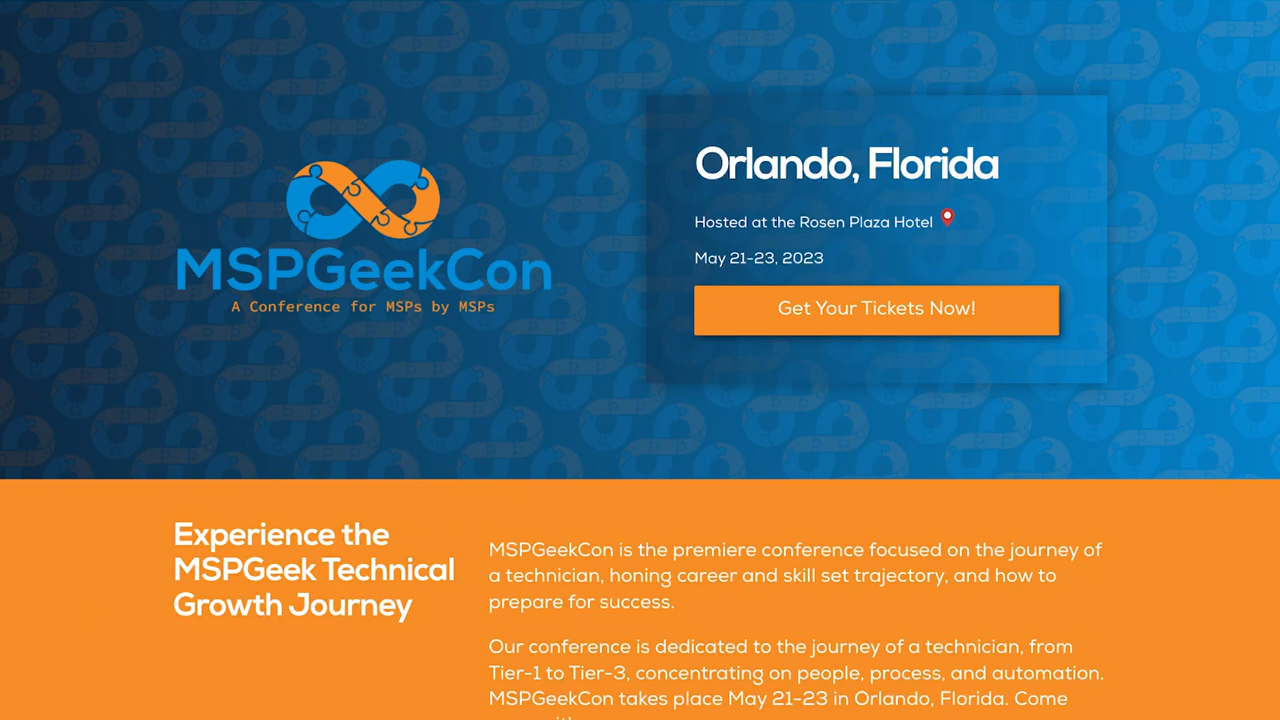 MSPGeekCon
A Conference for MSPs by MSPs
Orlando, Florida
Hosted at the Rosen Plaza Hotel
May 21-23, 2023
Get Your Tickets Now!
Experience the
MSPGeek Technical
Growth Journey
MSPGeekCon is the premiere conference focused on the journey of
a technician, honing career and skill set trajectory, and how to
prepare for success.
Our conference is dedicated to the journey of a technician, from
Tier-1 to Tier-3, concentrating on people, process, and automation.
MSPGeekCon takes place May 21-23 in Orlando, Florida. Come